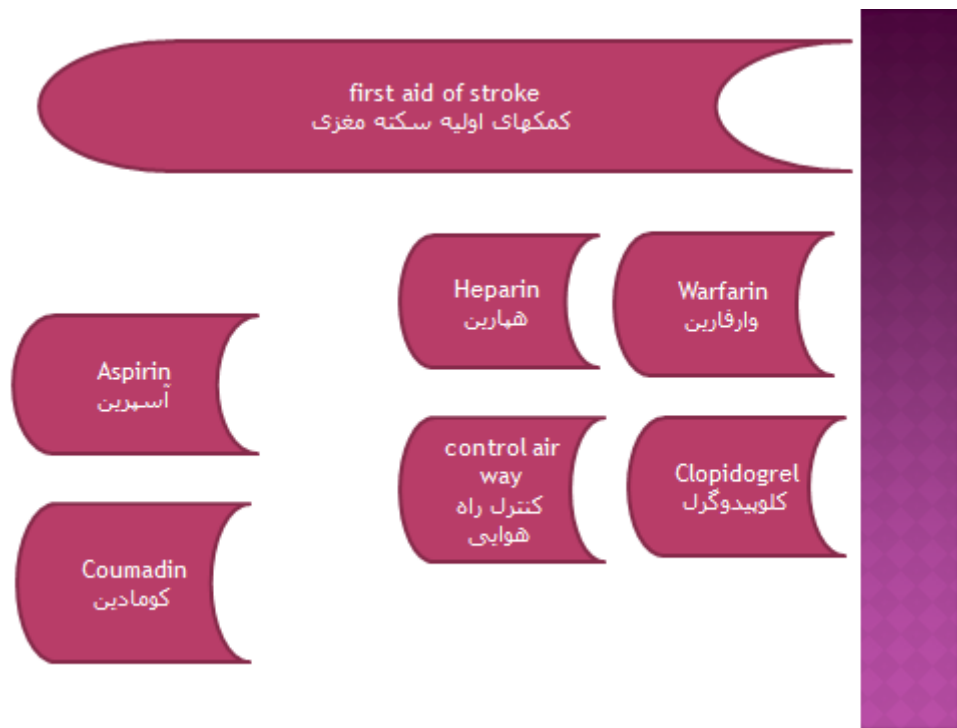 first aid of stroke
کمکهای اولیه سکته مغزی
Heparin
هپارین
Warfarin
وارفارین
Aspirin
آسپرین
control air
way
کنترل راه
هوایی
Clopidogrel
کلوپیدوگرل
Coumadin
کومادین